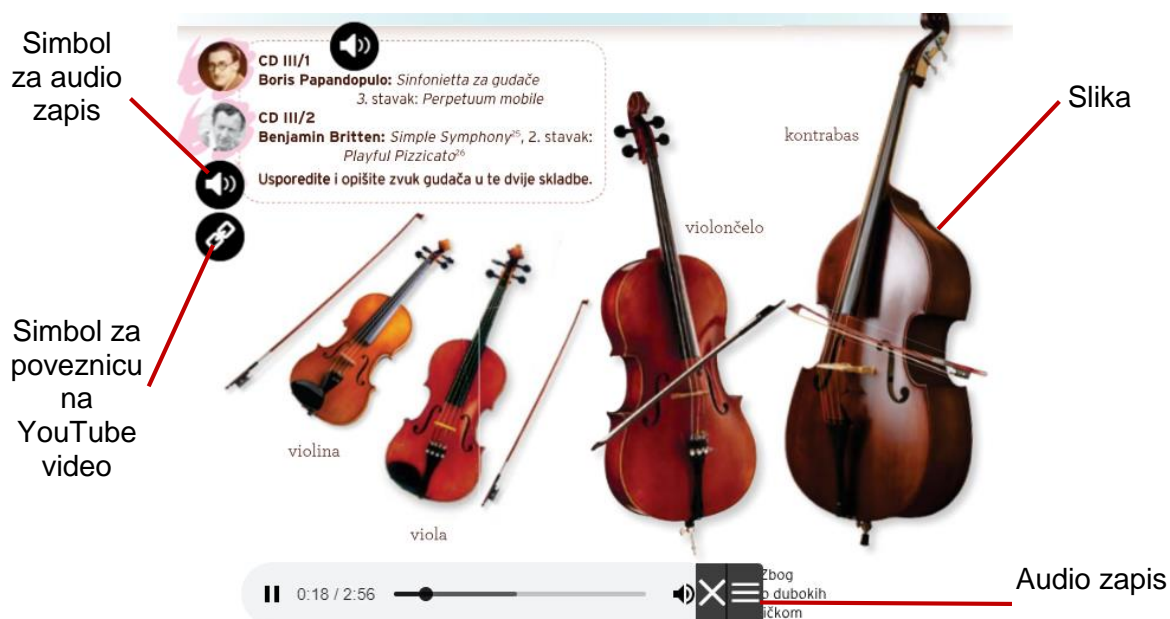 Simbol
za audio
zapis
CD III/1
Boris Papandopulo: Sinfonietta za gudače
3. stavak: Perpetuum mobile
CD III/2
Benjamin Britten: Simple Symphony²⁵, 2. stavak:
Playful Pizzicato²⁶
Usporedite i opišite zvuk gudača u te dvije skladbe.
Slika
kontrabas
violončelo
Simbol za
poveznicu
na
YouTube
video
violina
viola
0:18 / 2:56
Zbog
o dubokih
ičkom
Audio zapis